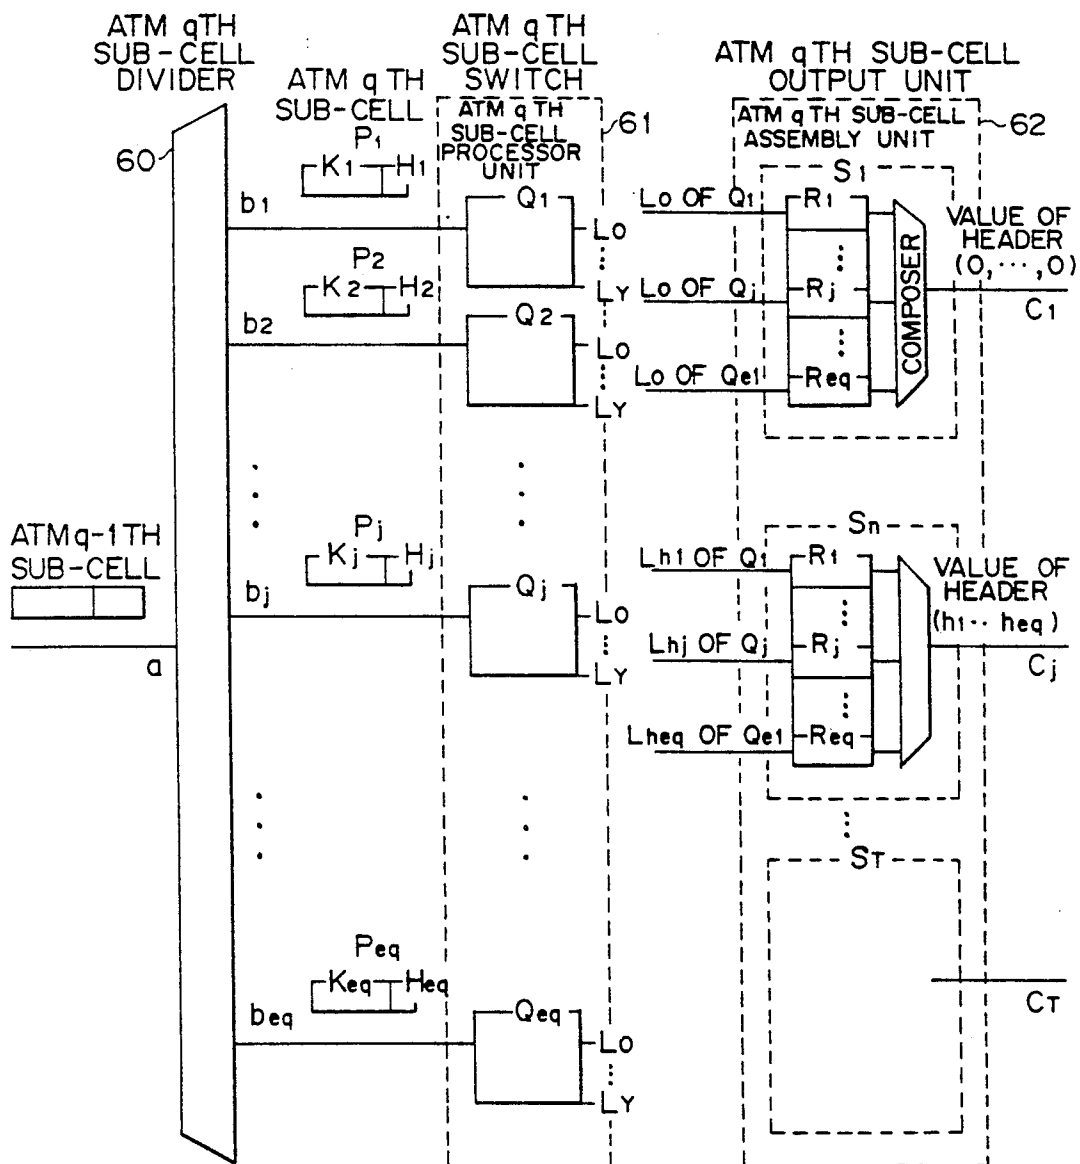 ATM qTH
SUB-CELL
DIVIDER
ATM qTH
SUB-CELL
ATM qTH
SUB-CELL
SWITCH
ATM qTH SUB-CELL
OUTPUT UNIT
60
61
62
ATM qTH
SUB-CELL
PROCESSOR
UNIT
ATM qTH SUB-CELL
ASSEMBLY UNIT
P1
K1 H1
b1
Q1
Lo
LY
P2
K2 H2
b2
Q2
Lo
LY
S1
Lo OF Q1
R1
Lo OF Qj
Rj
Lo OF Qe1
Req
COMPOSER
VALUE OF
HEADER
(0, ..., 0)
C1
ATM q-1TH
SUB-CELL
a
Pj
Kj Hj
bj
Qj
Lo
LY
Sn
Lh1 OF Q1
R1
Lhj OF Qj
Rj
Lheq OF Qe1
Req
VALUE OF
HEADER
(h1.. heq)
Cj
ST
CT
Peq
Keq Heq
beq
Qeq
Lo
LY